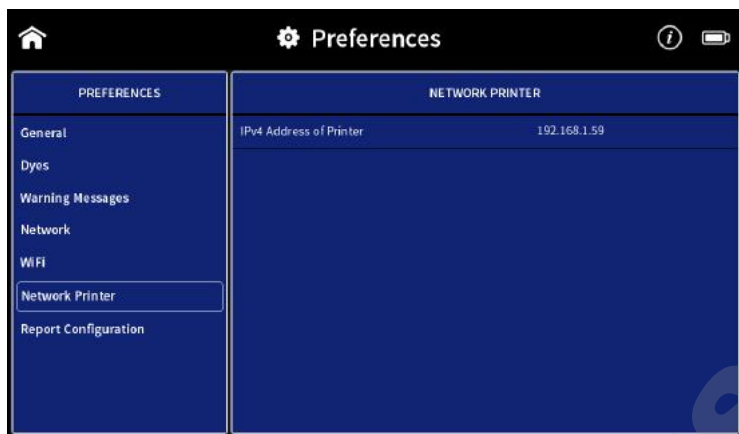 Preferences
PREFERENCES
General
Dyes
Warning Messages
Network
WiFi
Network Printer
Report Configuration
NETWORK PRINTER
IPv4 Address of Printer 192.168.1.59